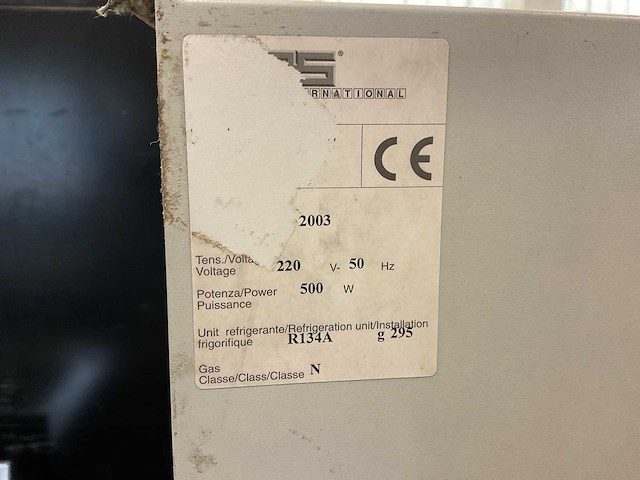 ®
CE
2003
Tens./Volta
Voltage 220 V- 50 Hz
Potenza/Power 500 W
Puissance
Unit refrigerante/Refrigeration unit/Installation
frigorifique R134A g 295
Gas
Classe/Class/Classe N